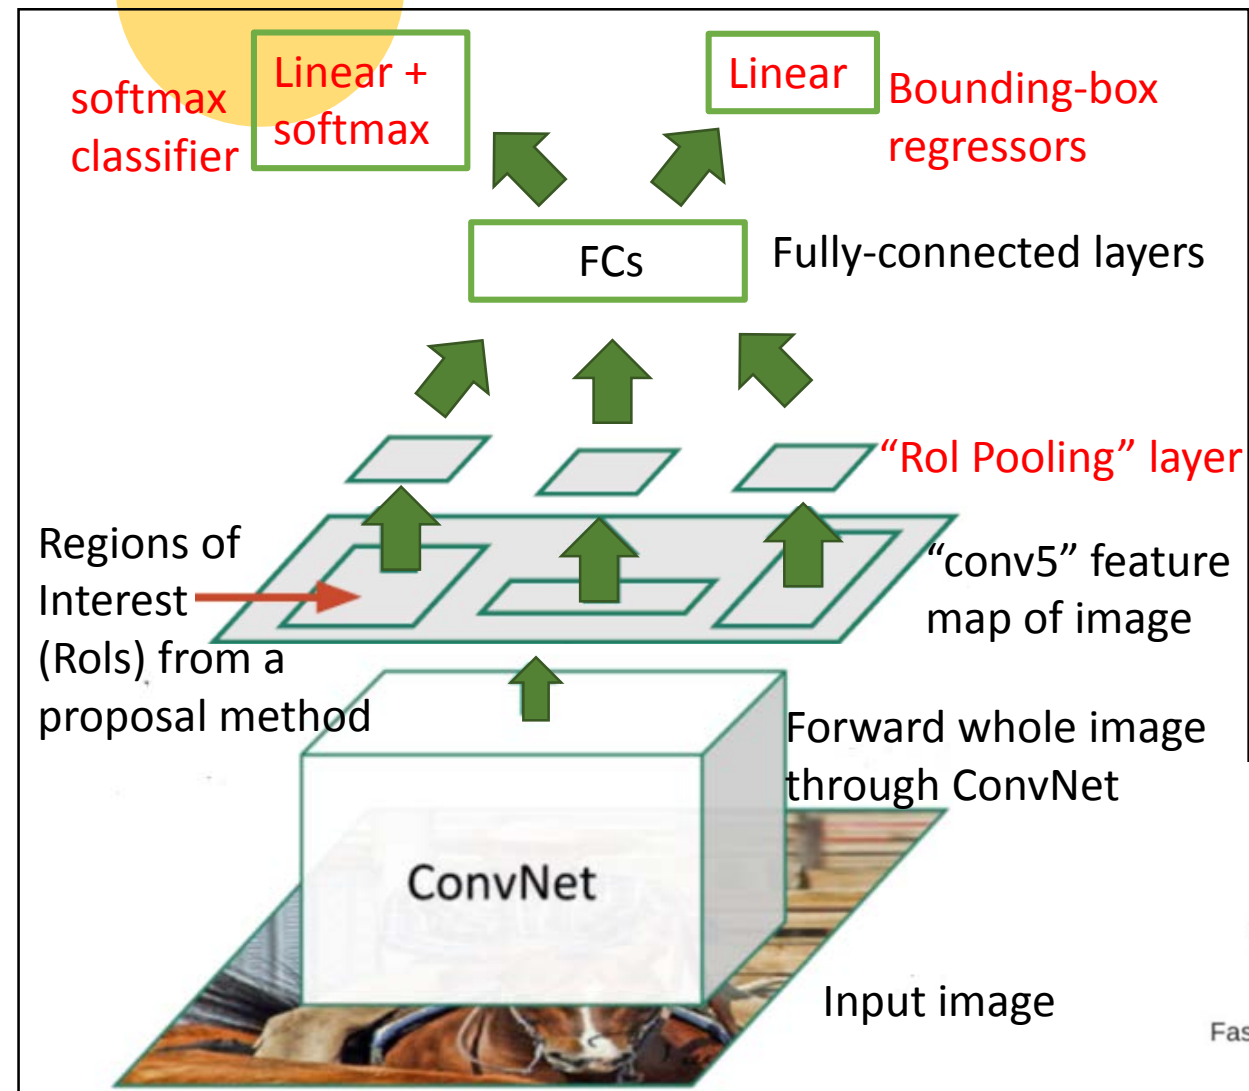 softmax
classifier
Linear +
softmax
Linear
Bounding-box
regressors
FCs
Fully-connected layers
“RoI Pooling” layer
Regions of
Interest
(RoIs) from a
proposal method
“conv5” feature
map of image
Forward whole image
through ConvNet
ConvNet
Input image
Fas